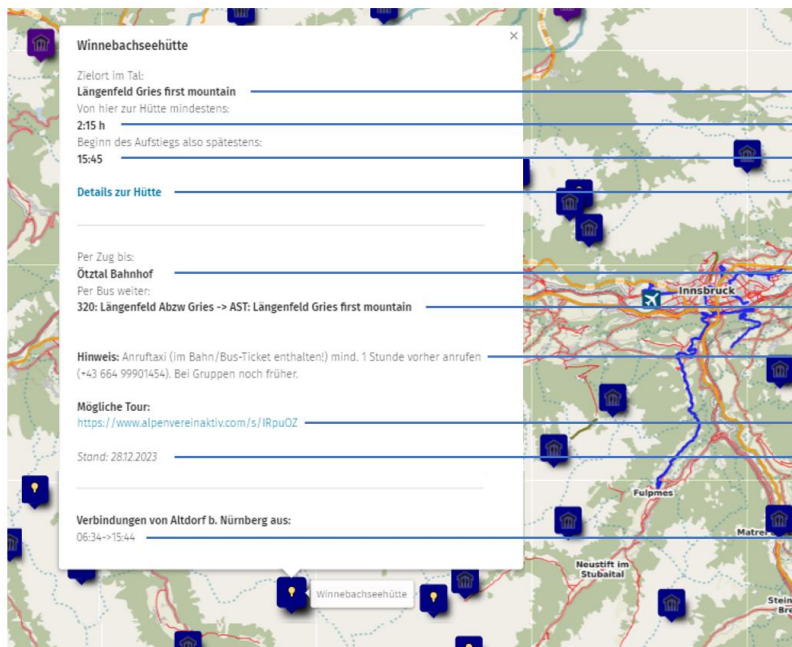 Winnebachseehütte
×
Zielort im Tal:
Längenfeld Gries first mountain
Von hier zur Hütte mindestens:
2:15 h
Beginn des Aufstiegs also spätestens:
15:45
Details zur Hütte
Per Zug bis:
Ötztal Bahnhof
Per Bus weiter:
320: Längenfeld Abzw Gries -> AST: Längenfeld Gries first mountain
Hinweis: Anruftaxi (im Bahn/Bus-Ticket enthalten!) mind. 1 Stunde vorher anrufen
(+43 664 99901454). Bei Gruppen noch früher.
Mögliche Tour:
https://www.alpenvereinaktiv.com/s/IRpuOZ
Stand: 28.12.2023
Verbindungen von Altdorf b. Nürnberg aus:
06:34->15:44
Winnebachseehütte
Innsbruck
Fulpmes
Neustift im
Stubaital